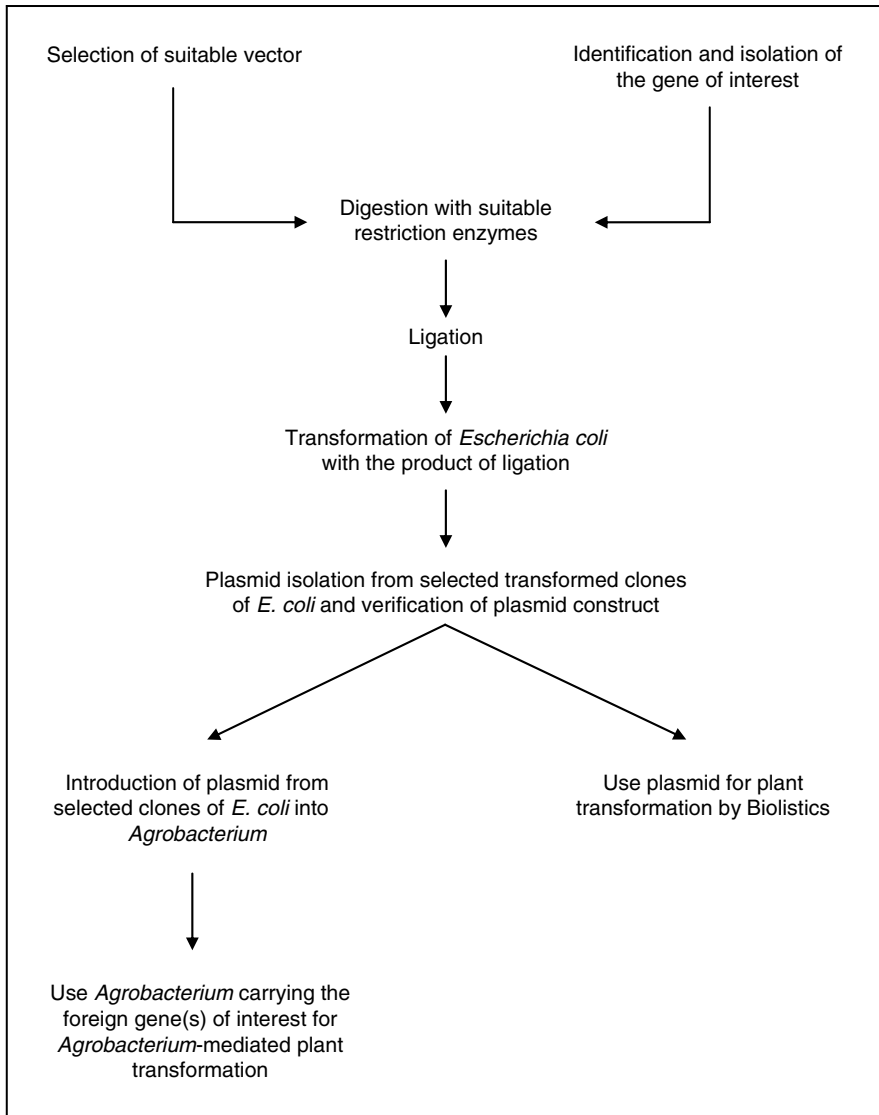 Selection of suitable vector
Identification and isolation of
the gene of interest
Digestion with suitable
restriction enzymes
Ligation
Transformation of Escherichia coli
with the product of ligation
Plasmid isolation from selected transformed clones
of E. coli and verification of plasmid construct
Introduction of plasmid from
selected clones of E. coli into
Agrobacterium
Use plasmid for plant
transformation by Biolistics
Use Agrobacterium carrying the
foreign gene(s) of interest for
Agrobacterium-mediated plant
transformation